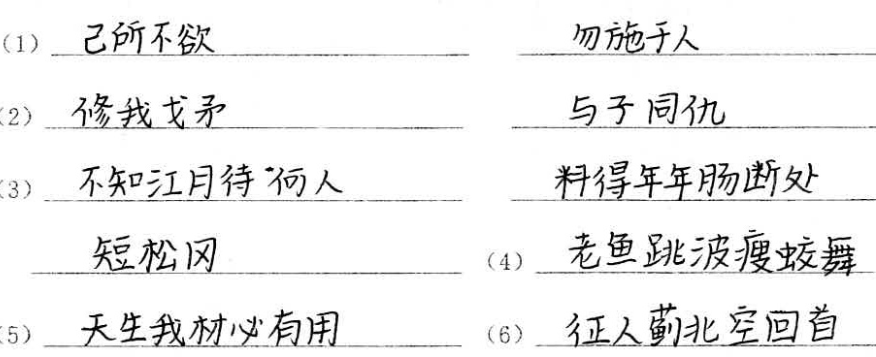 (1) 己所不欲 勿施于人
(2) 修我戈矛 与子同仇
(3) 不知江月待何人 料得年年肠断处
短松冈 (4) 老鱼跳波瘦蛟舞
(5) 天生我材必有用 (6) 征人蓟北空回首